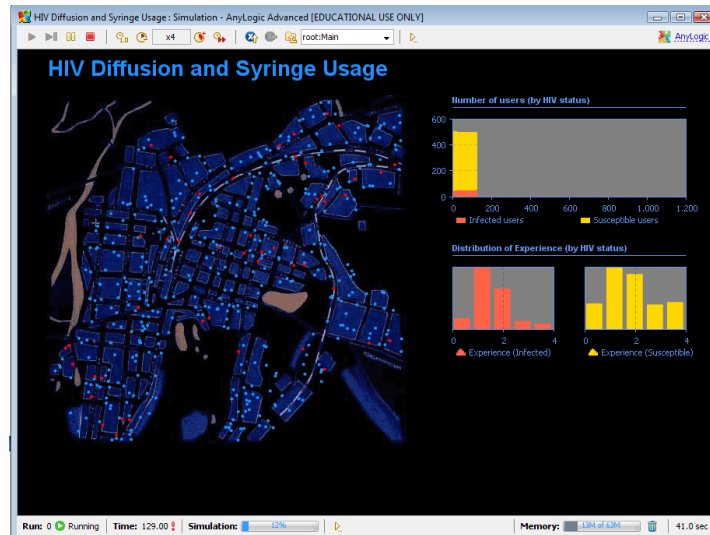 HIV Diffusion and Syringe Usage : Simulation - AnyLogic Advanced [EDUCATIONAL USE ONLY]
x4
root:Main
AnyLogic
HIV Diffusion and Syringe Usage
Number of users (by HIV status)
600
400
200
0
0 200 400 600 800 1.000 1.200
Infected users Susceptible users
Distribution of Experience (by HIV status)
0 2 4 0 2 4
Experience (Infected) Experience (Susceptible)
Run: 0 Running Time: 129.00 Simulation: 12% Memory: 13M of 63M 41.0 sec